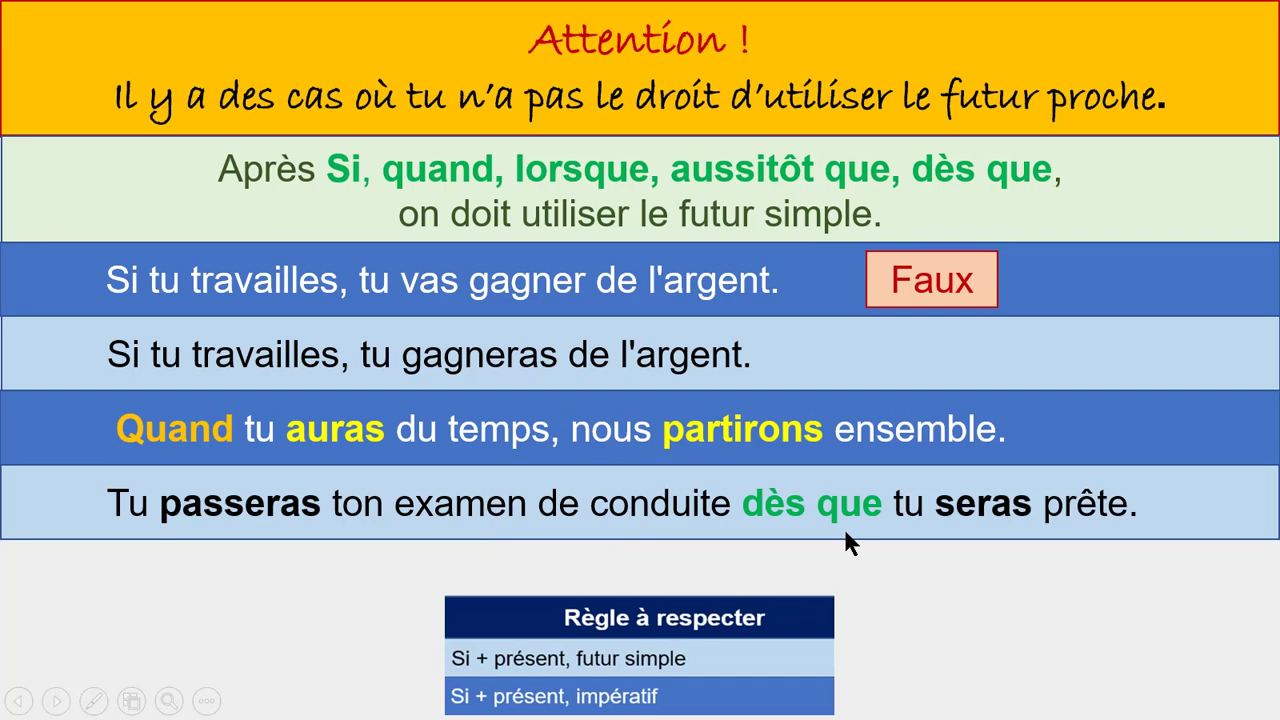 Attention !
Il y a des cas où tu n'a pas le droit d'utiliser le futur proche.
Après Si, quand, lorsque, aussitôt que, dès que,
on doit utiliser le futur simple.
Si tu travailles, tu vas gagner de l'argent. Faux
Si tu travailles, tu gagneras de l'argent.
Quand tu auras du temps, nous partirons ensemble.
Tu passeras ton examen de conduite dès que tu seras prête.
Règle à respecter
Si + présent, futur simple
Si + présent, impératif